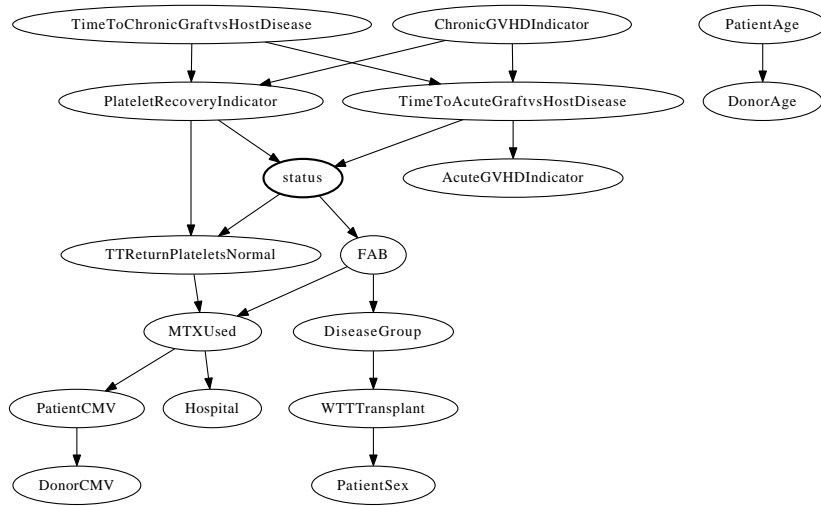 TimeToChronicGraftvsHostDisease
ChronicGVHDIndicator
PatientAge
PlateletRecoveryIndicator
TimeToAcuteGraftvsHostDisease
DonorAge
status
AcuteGVHDIndicator
TTReturnPlateletsNormal
FAB
MTXUsed
DiseaseGroup
PatientCMV
Hospital
WTTTransplant
DonorCMV
PatientSex